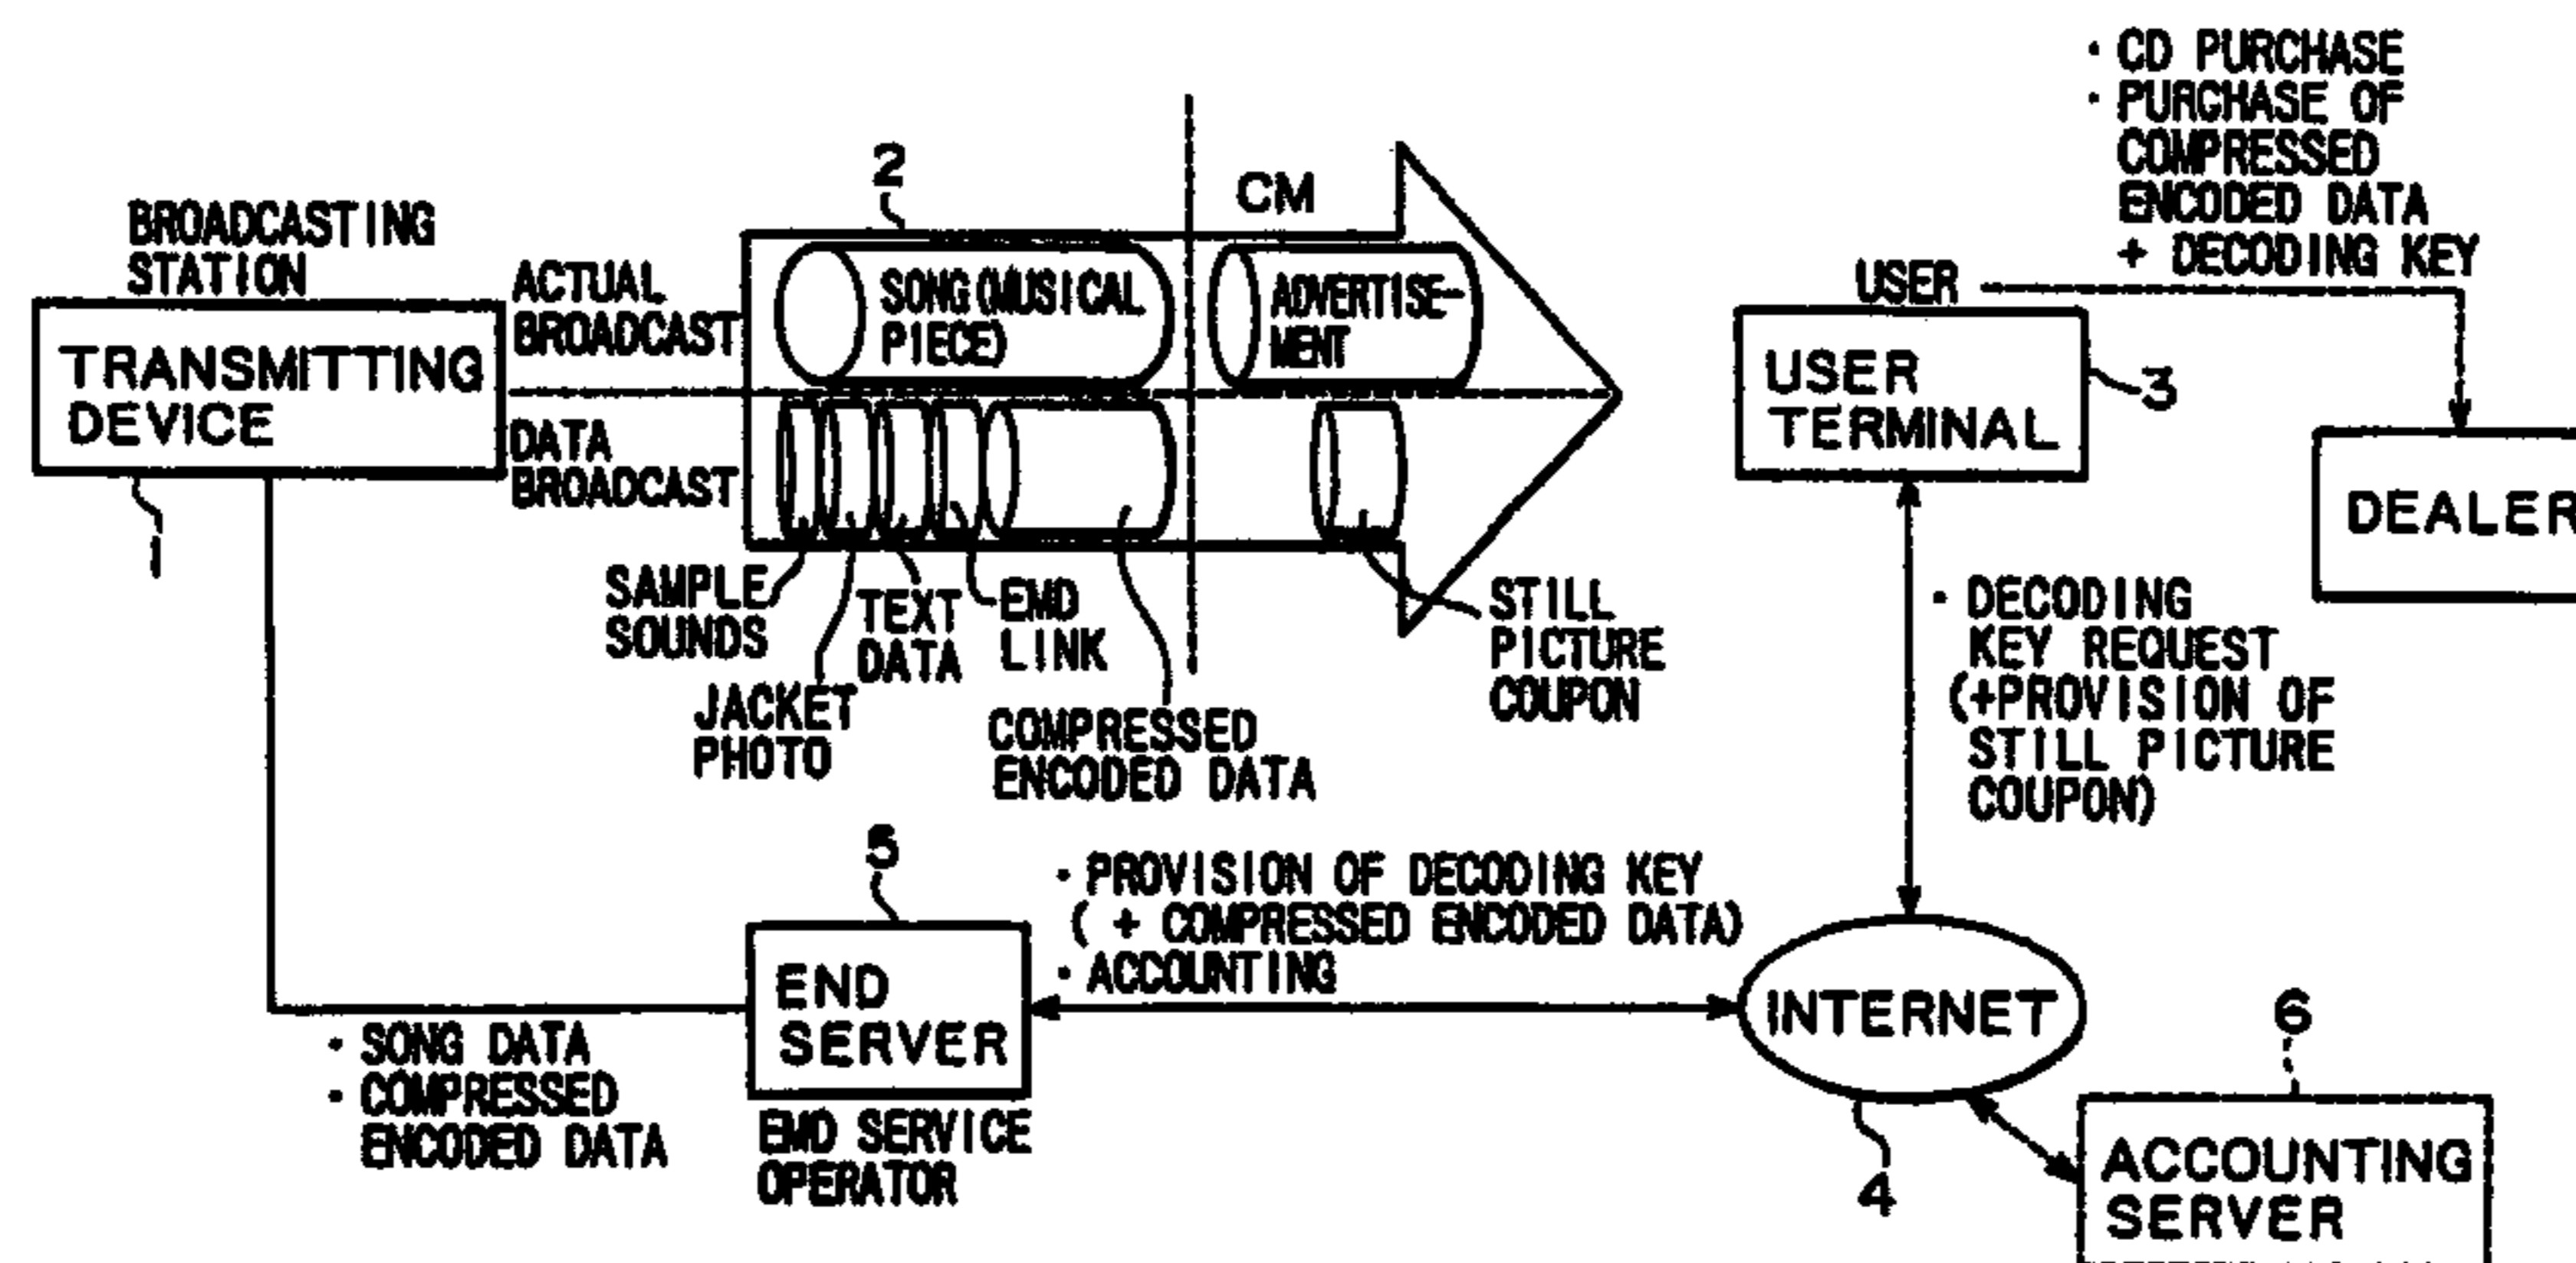 BROADCASTING
STATION
TRANSMITTING
DEVICE
1
ACTUAL
BROADCAST
DATA
BROADCAST
2
SONG (MUSICAL
PIECE)
CM
ADVERTISE-
MENT
SAMPLE
SOUNDS
JACKET
PHOTO
TEXT
DATA
EMD
LINK
COMPRESSED
ENCODED DATA
STILL
PICTURE
COUPON
· CD PURCHASE
· PURCHASE OF
COMPRESSED
ENCODED DATA
+ DECODING KEY
USER
USER
TERMINAL
3
DEALER
· DECODING
KEY REQUEST
(+PROVISION OF
STILL PICTURE
COUPON)
5
END
SERVER
EMD SERVICE
OPERATOR
· PROVISION OF DECODING KEY
( + COMPRESSED ENCODED DATA)
· ACCOUNTING
· SONG DATA
· COMPRESSED
ENCODED DATA
INTERNET
4
6
ACCOUNTING
SERVER